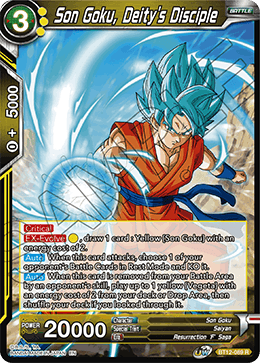 3
Son Goku, Deity's Disciple
BATTLE
+ 5000
Critical
EX-Evolve , draw 1 card : Yellow [Son Goku] with an
energy cost of 2.
Auto When this card attacks, choose 1 of your
opponent's Battle Cards in Rest Mode and KO it.
Auto When this card is removed from your Battle Area
by an opponent's skill, play up to 1 yellow [Vegeta] with an
energy cost of 2 from your deck or Drop Area, then
shuffle your deck if you looked through it.
POWER
20000
Character
Son Goku
Special Trait
Saiyan
Era
Resurrection 'F' Saga
BT12-089 R